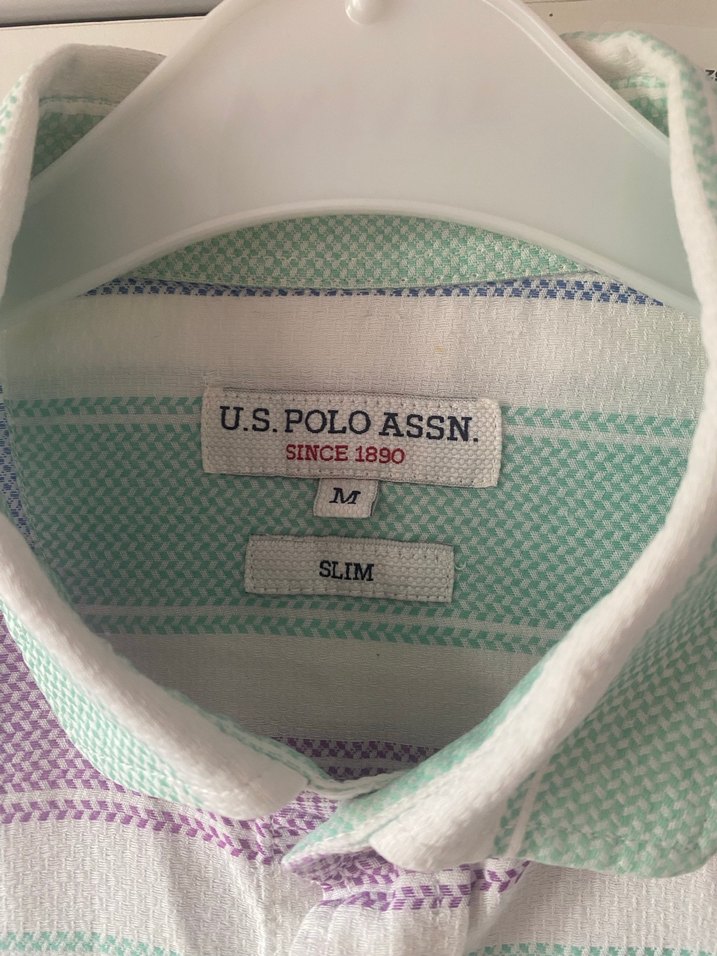 U.S. POLO ASSN.
SINCE 1890
M
SLIM